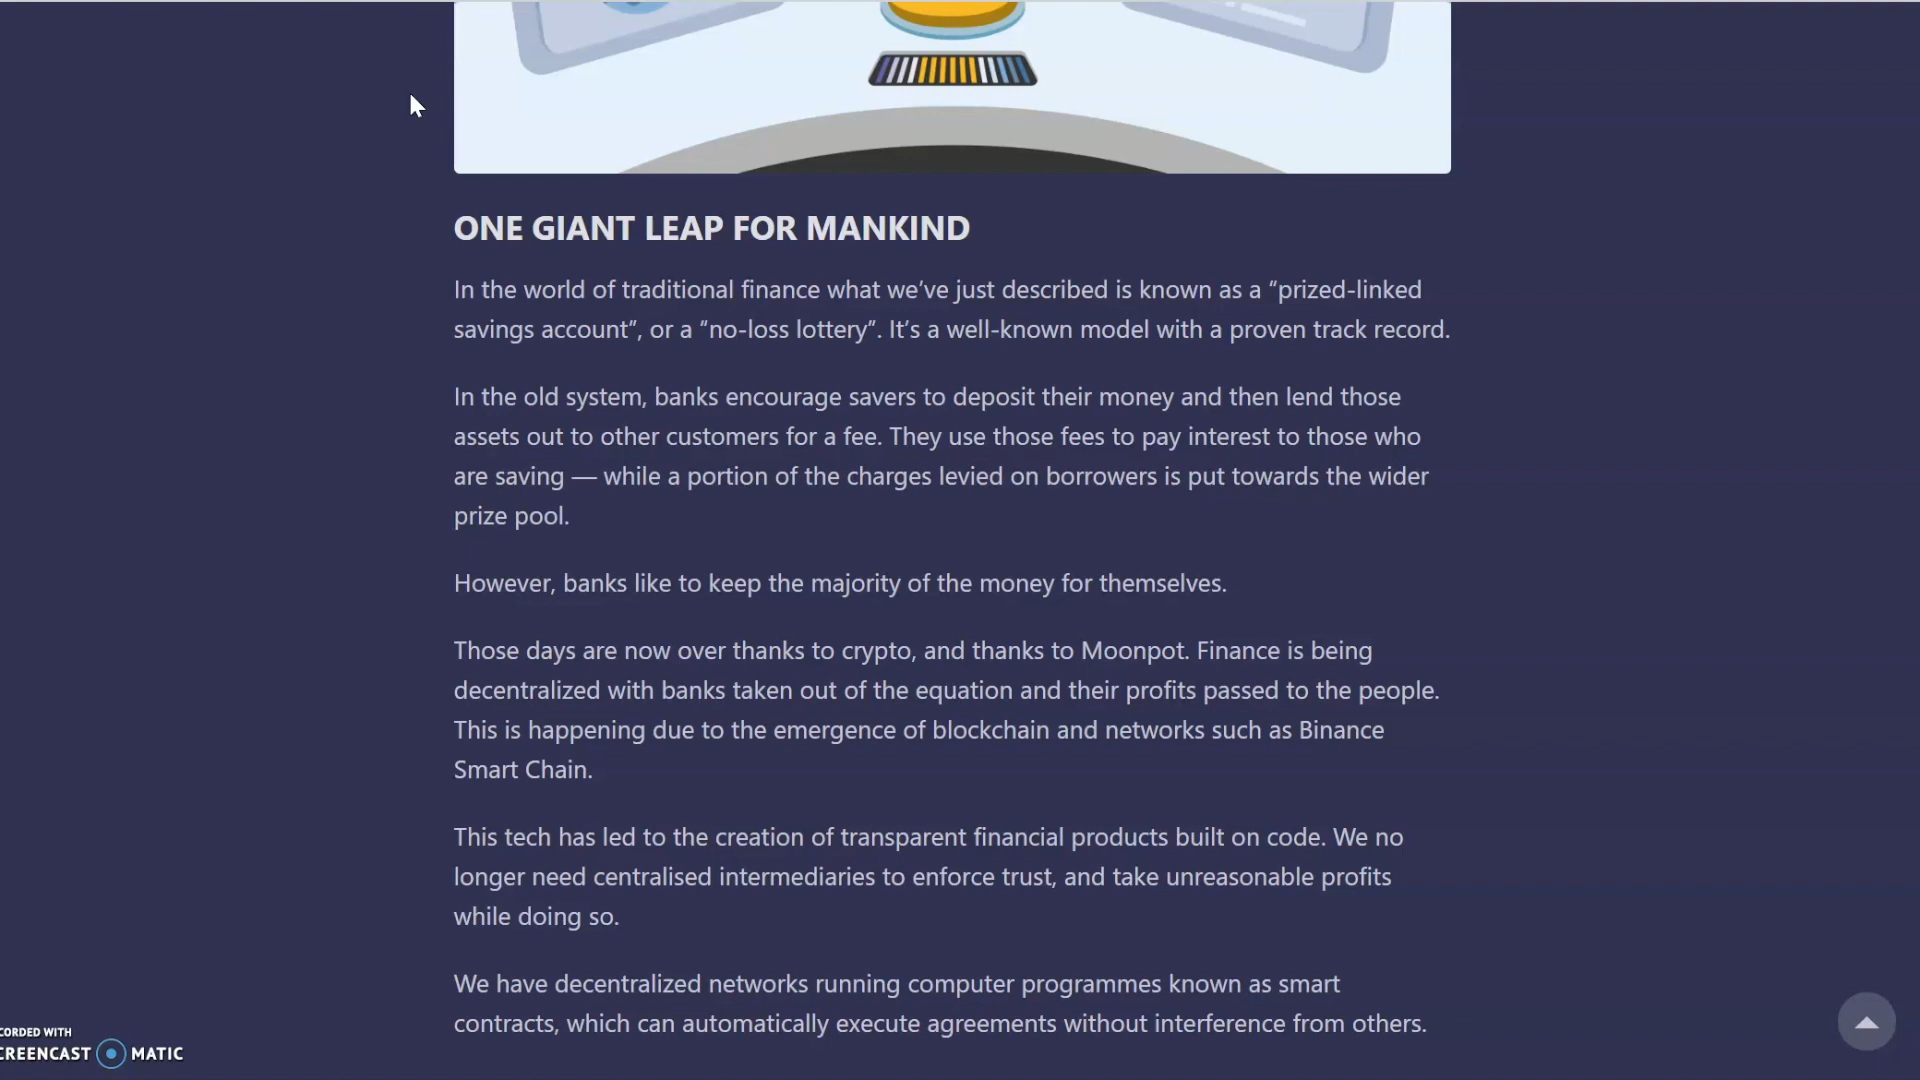 ONE GIANT LEAP FOR MANKIND
In the world of traditional finance what we’ve just described is known as a “prized-linked
savings account”, or a “no-loss lottery”. It’s a well-known model with a proven track record.
In the old system, banks encourage savers to deposit their money and then lend those
assets out to other customers for a fee. They use those fees to pay interest to those who
are saving — while a portion of the charges levied on borrowers is put towards the wider
prize pool.
However, banks like to keep the majority of the money for themselves.
Those days are now over thanks to crypto, and thanks to Moonpot. Finance is being
decentralized with banks taken out of the equation and their profits passed to the people.
This is happening due to the emergence of blockchain and networks such as Binance
Smart Chain.
This tech has led to the creation of transparent financial products built on code. We no
longer need centralised intermediaries to enforce trust, and take unreasonable profits
while doing so.
We have decentralized networks running computer programmes known as smart
contracts, which can automatically execute agreements without interference from others.
CORDED WITH
CREENCAST MATIC